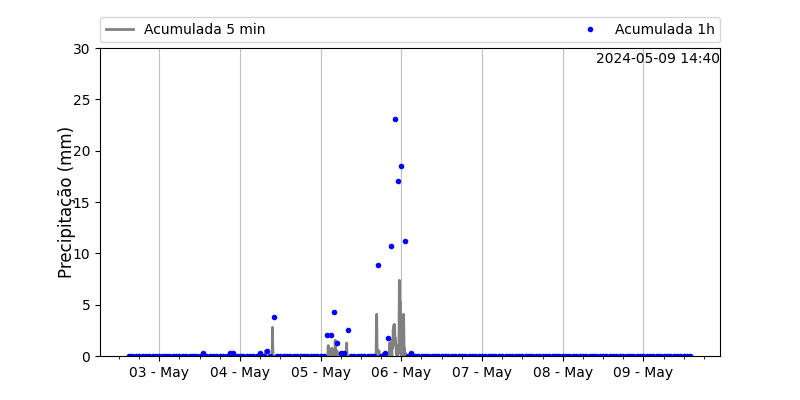 Acumulada 5 min
Acumulada 1h
2024-05-09 14:40
Precipitação (mm)
30
25
20
15
10
5
0
03 - May
04 - May
05 - May
06 - May
07 - May
08 - May
09 - May